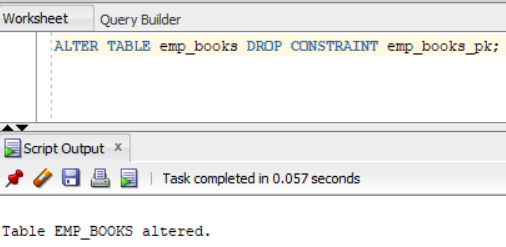 Worksheet Query Builder
ALTER TABLE emp_books DROP CONSTRAINT emp_books_pk;
Script Output x
Task completed in 0.057 seconds
Table EMP_BOOKS altered.